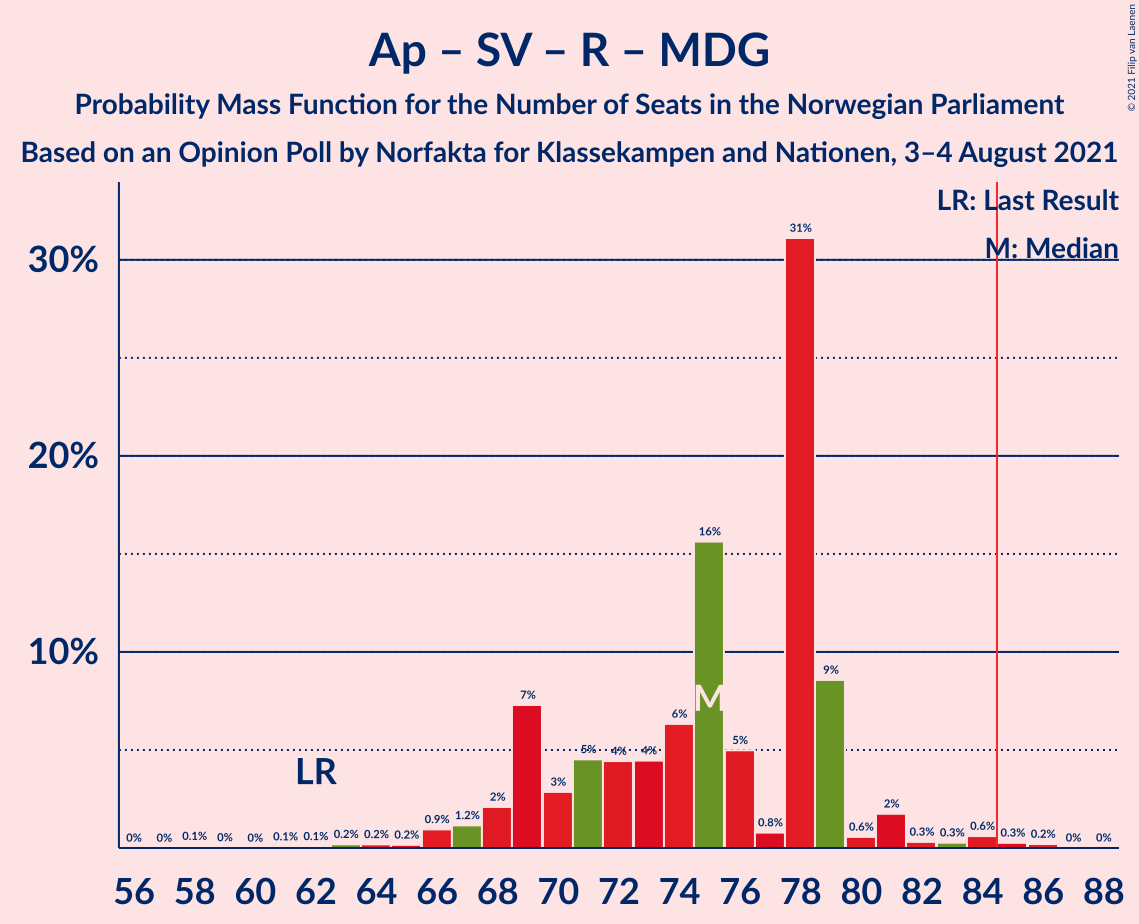 Ap – SV – R – MDG
Probability Mass Function for the Number of Seats in the Norwegian Parliament
Based on an Opinion Poll by Norfakta for Klassekampen and Nationen, 3–4 August 2021
© 2021 Filip van Laenen
LR: Last Result
M: Median
30%
20%
10%
0% 0% 0.1% 0% 0% 0.1% 0.1% 0.2% 0.2% 0.2% 0.9% 1.2% 2% 7% 3% 5% 4% 4% 6% 16% 5% 0.8% 31% 9% 0.6% 2% 0.3% 0.3% 0.6% 0.3% 0.2% 0% 0%
LR
M
56 58 60 62 64 66 68 70 72 74 76 78 80 82 84 86 88